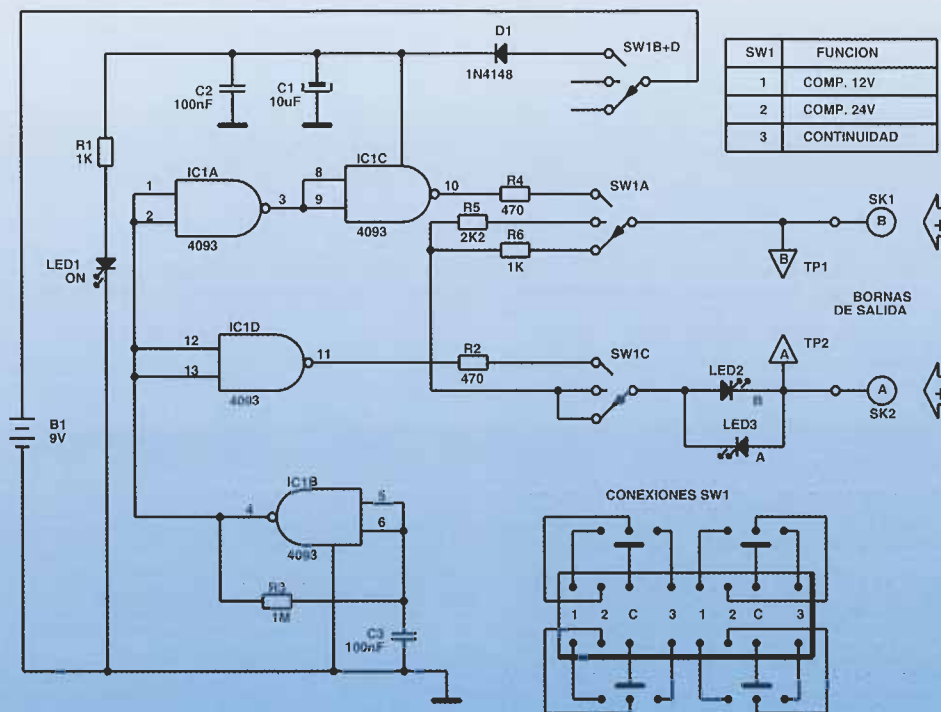 D1
1N4148
SW1B+D
C2
100nF
C1
10uF
SW1 FUNCION
1 COMP. 12V
2 COMP. 24V
3 CONTINUIDAD
R1
1K
IC1A
1
2
3
4093
IC1C
8
9
10
4093
R4
470
SW1A
R5
2K2
R6
1K
SK1
B
+
B
TP1
LED1
ON
BORNAS
DE SALIDA
IC1D
12
13
11
4093
R2
470
SW1C
A
TP2
LED2
B
LED3
A
A
SK2
+
B1
9V
IC1B
4
5
6
4093
R3
1M
C3
100nF
CONEXIONES SW1
1 2 C 3 1 2 C 3